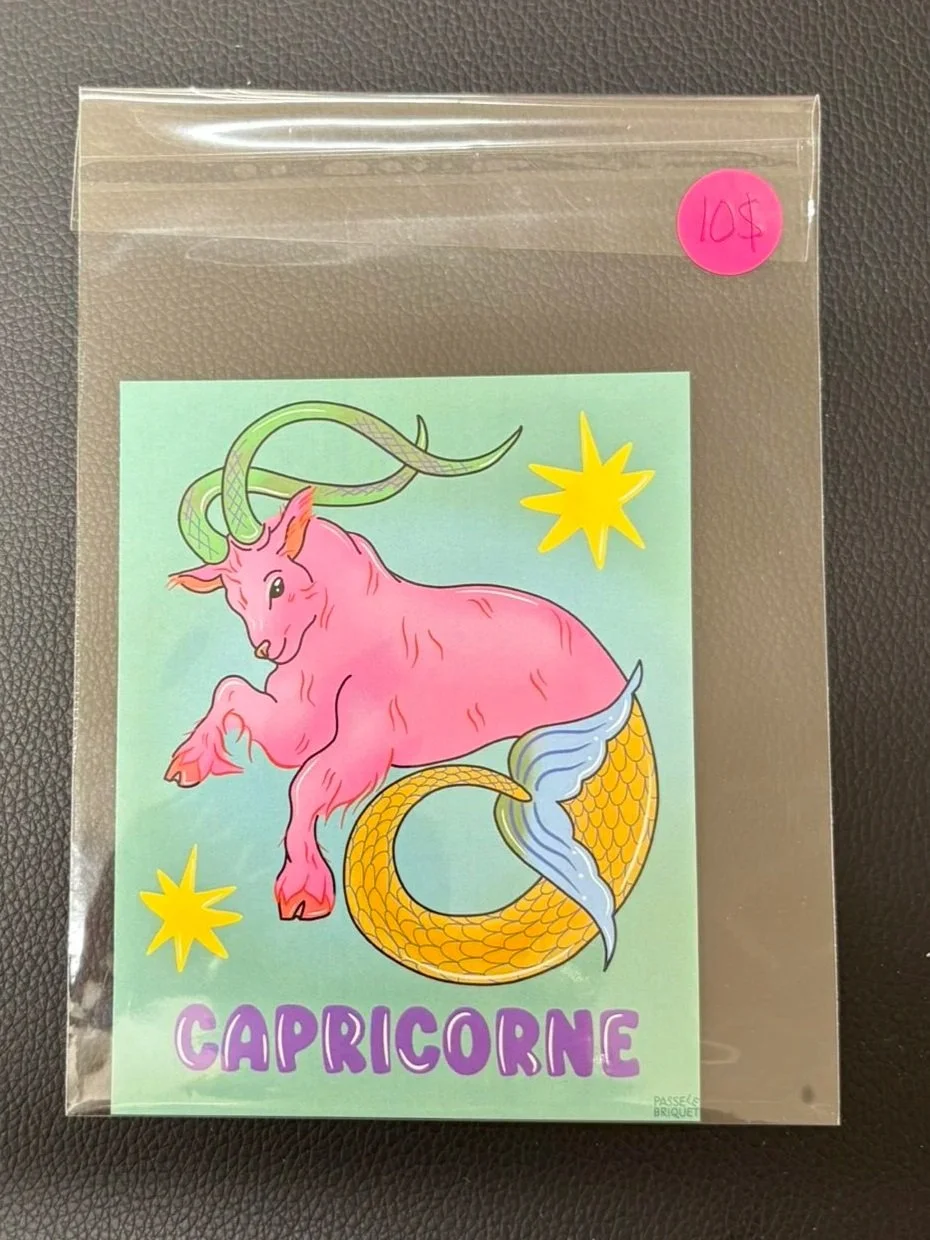 10$
CAPRICORNE
PASSE LE
BRIQUET